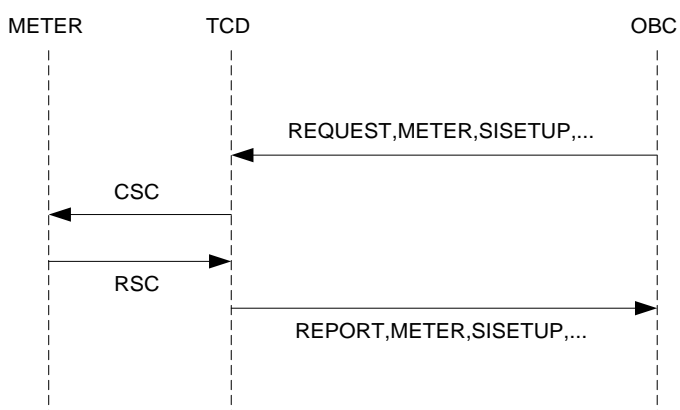 METER
TCD
OBC
REQUEST,METER,SISETUP,...
CSC
RSC
REPORT,METER,SISETUP,...